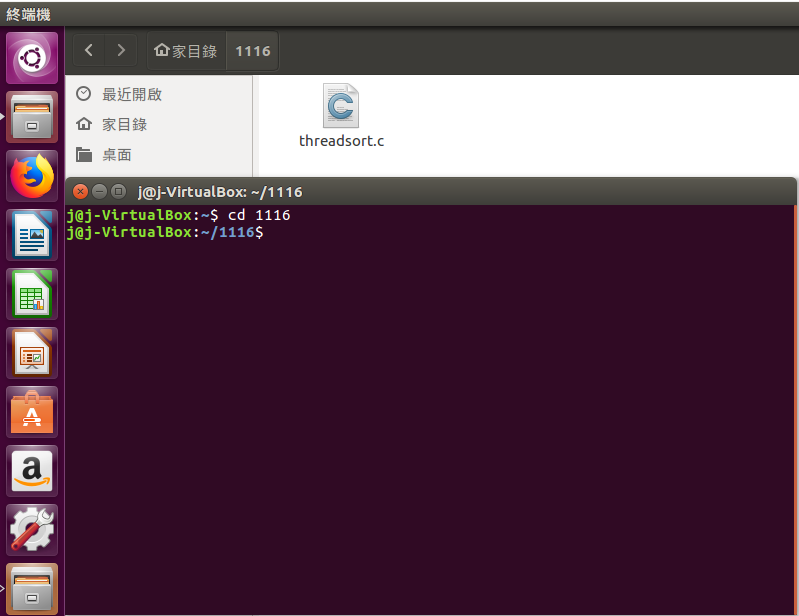 終端機
家目錄 1116
最近開啟
家目錄
桌面
threadsort.c
j@j-VirtualBox: ~/1116
j@j-VirtualBox:~$ cd 1116
j@j-VirtualBox:~/1116$